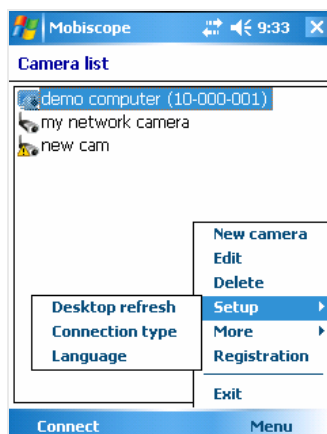 Mobiscope 9:33
Camera list
demo computer (10-000-001)
my network camera
new cam
New camera
Edit
Delete
Setup
Desktop refresh
Connection type
Language
More
Registration
Exit
Connect Menu